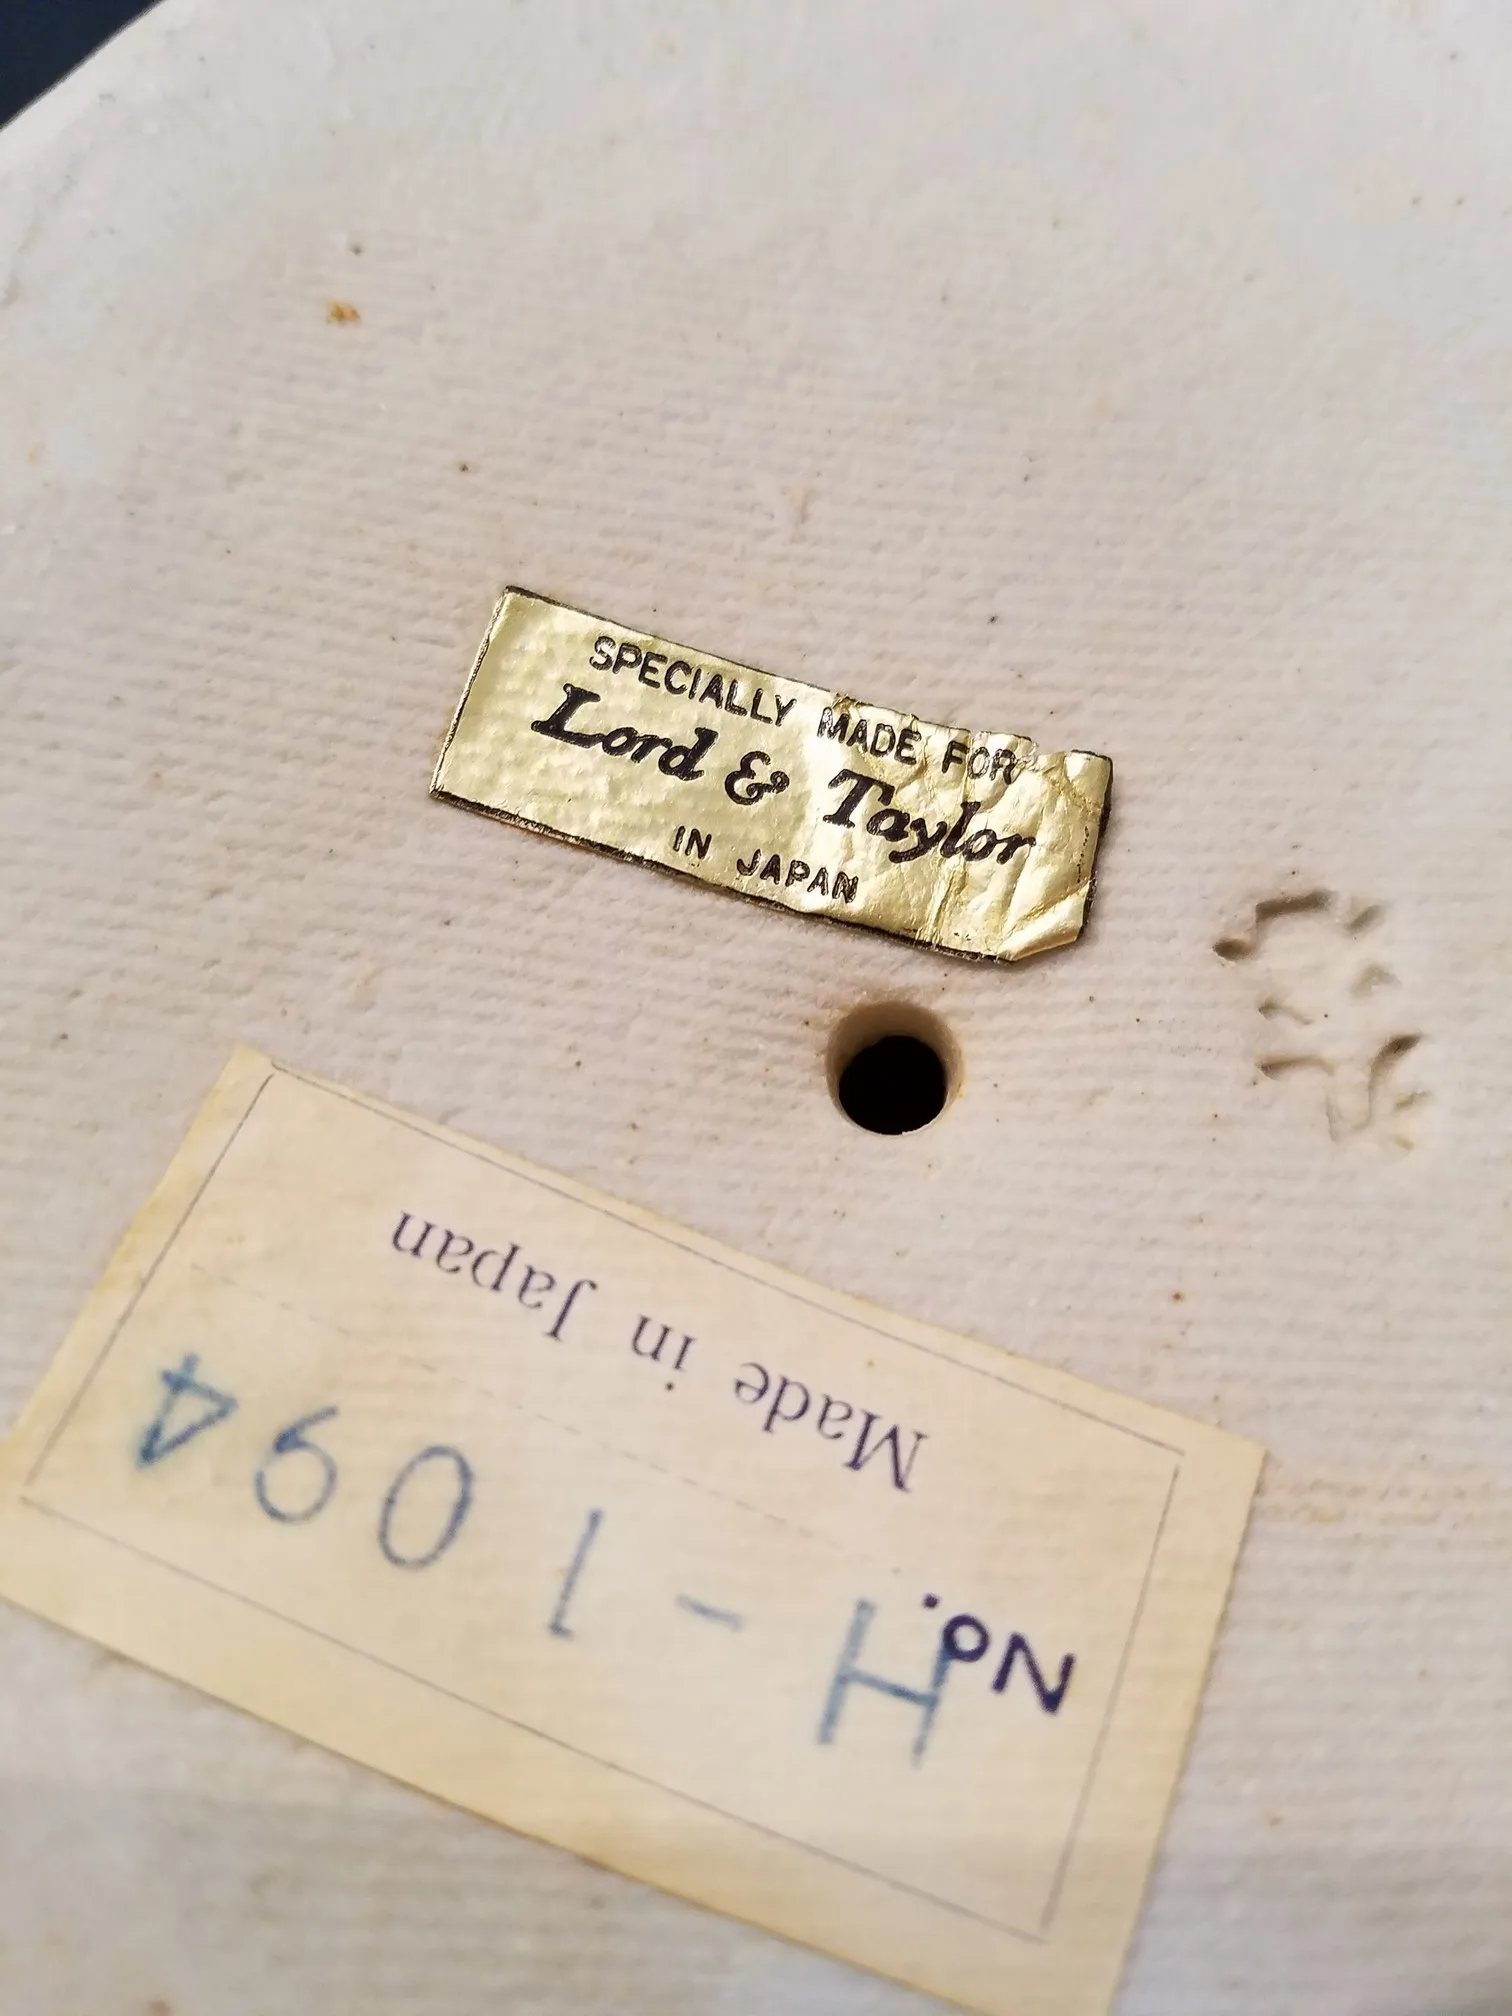 SPECIALLY MADE FOR
Lord & Taylor
IN JAPAN
Made in Japan
No. H-1094